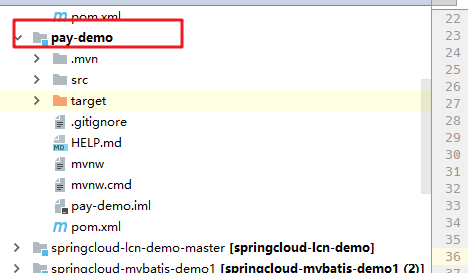 pom.xml
pay-demo
.mvn
src
target
.gitignore
HELP.md
mvnw
mvnw.cmd
pay-demo.iml
pom.xml
springcloud-lcn-demo-master [springcloud-lcn-demo]
springcloud-mybatis-demo1 [springcloud-mybatis-demo1 (2)]
22
23
24
25
26
27
28
29
30
31
32
33
34
35
36
37